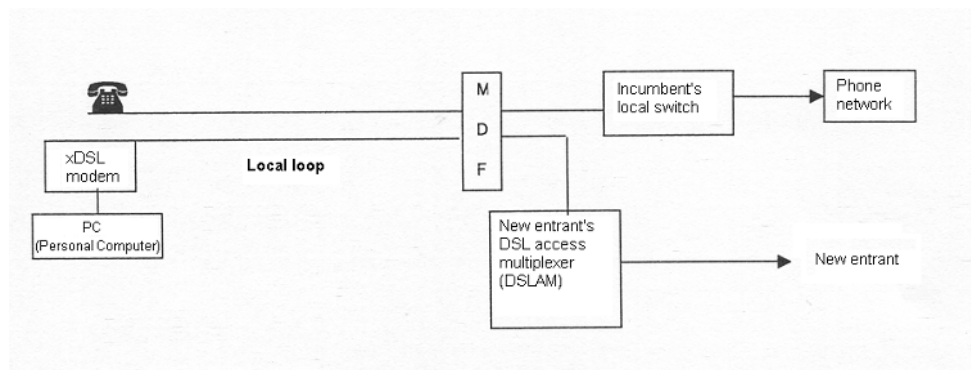 M
D
F
Incumbent's
local switch
Phone
network
xDSL
modem
Local loop
PC
(Personal Computer)
New entrant's
DSL access
multiplexer
(DSLAM)
New entrant